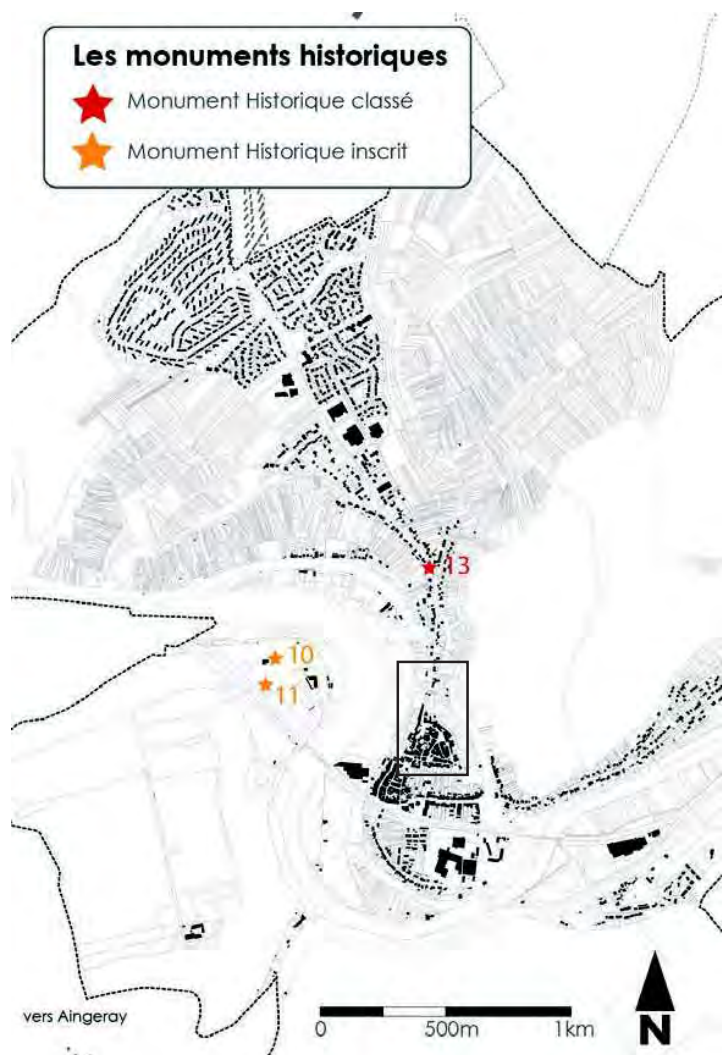 Les monuments historiques
Monument Historique classé
Monument Historique inscrit
13
10
11
vers Aingeray
0 500m 1km
N